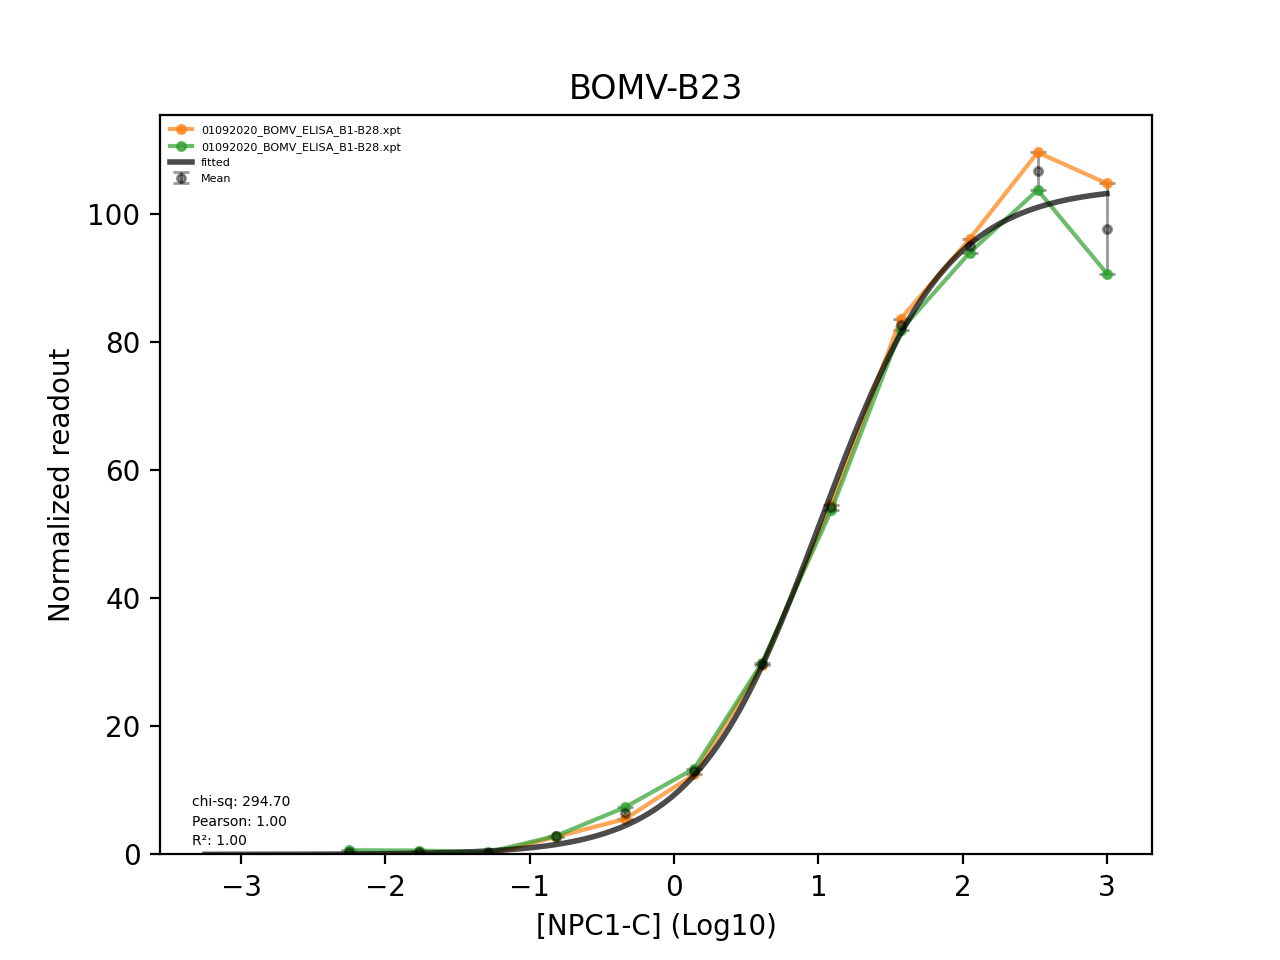 BOMV-B23
01092020_BOMV_ELISA_B1-B28.xpt
01092020_BOMV_ELISA_B1-B28.xpt
fitted
Mean
100
80
60
40
20
0
Normalized readout
chi-sq: 294.70
Pearson: 1.00
R²: 1.00
−3 −2 −1 0 1 2 3
[NPC1-C] (Log10)